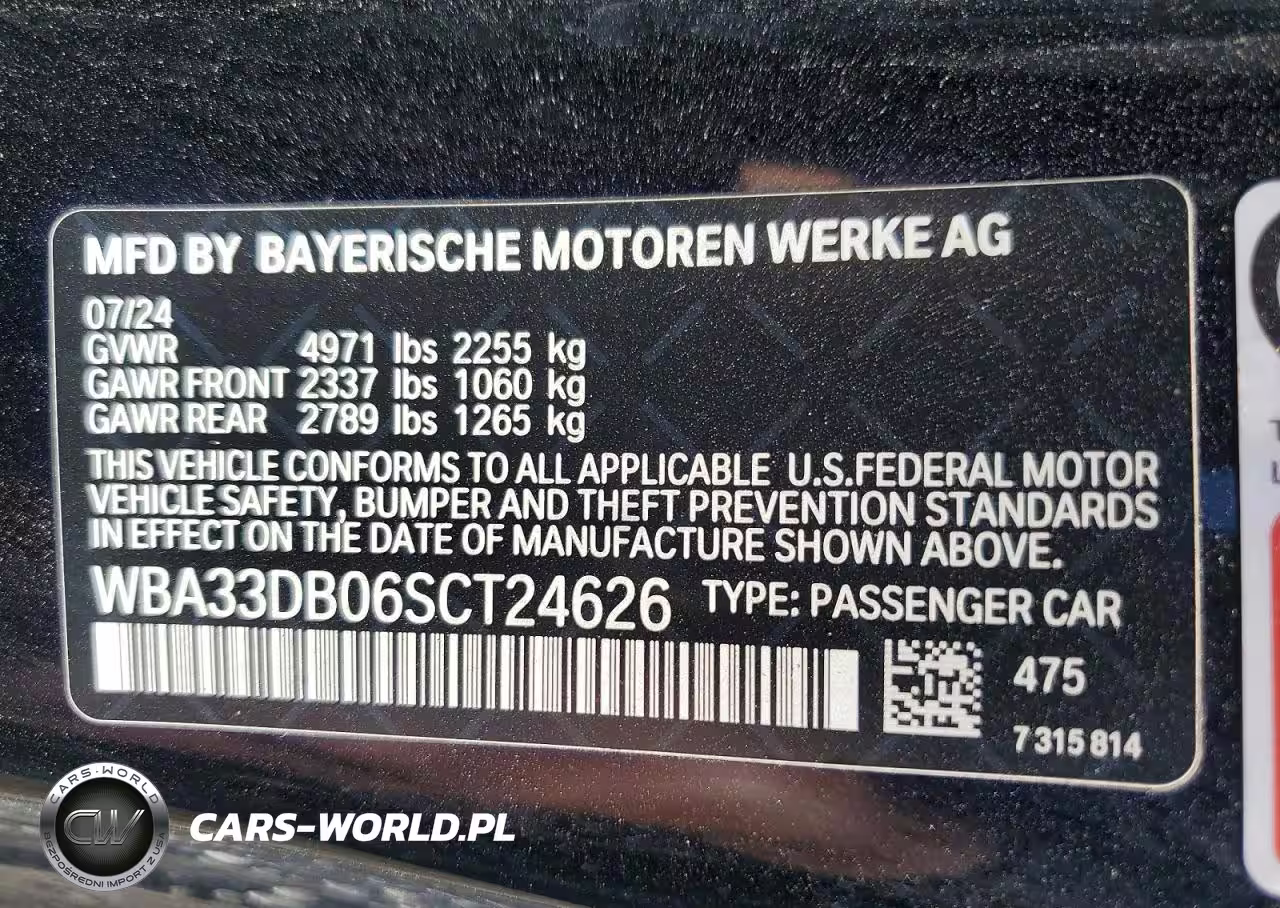 MFD BY BAYERISCHE MOTOREN WERKE AG
07/24
GVWR 4971 lbs 2255 kg
GAWR FRONT 2337 lbs 1060 kg
GAWR REAR 2789 lbs 1265 kg
THIS VEHICLE CONFORMS TO ALL APPLICABLE U.S.FEDERAL MOTOR
VEHICLE SAFETY, BUMPER AND THEFT PREVENTION STANDARDS
IN EFFECT ON THE DATE OF MANUFACTURE SHOWN ABOVE.
WBA33DB06SCT24626 TYPE: PASSENGER CAR
475
7 315 814
CARS-WORLD
CW
BEZPOŚREDNI IMPORT Z USA
CARS-WORLD.PL